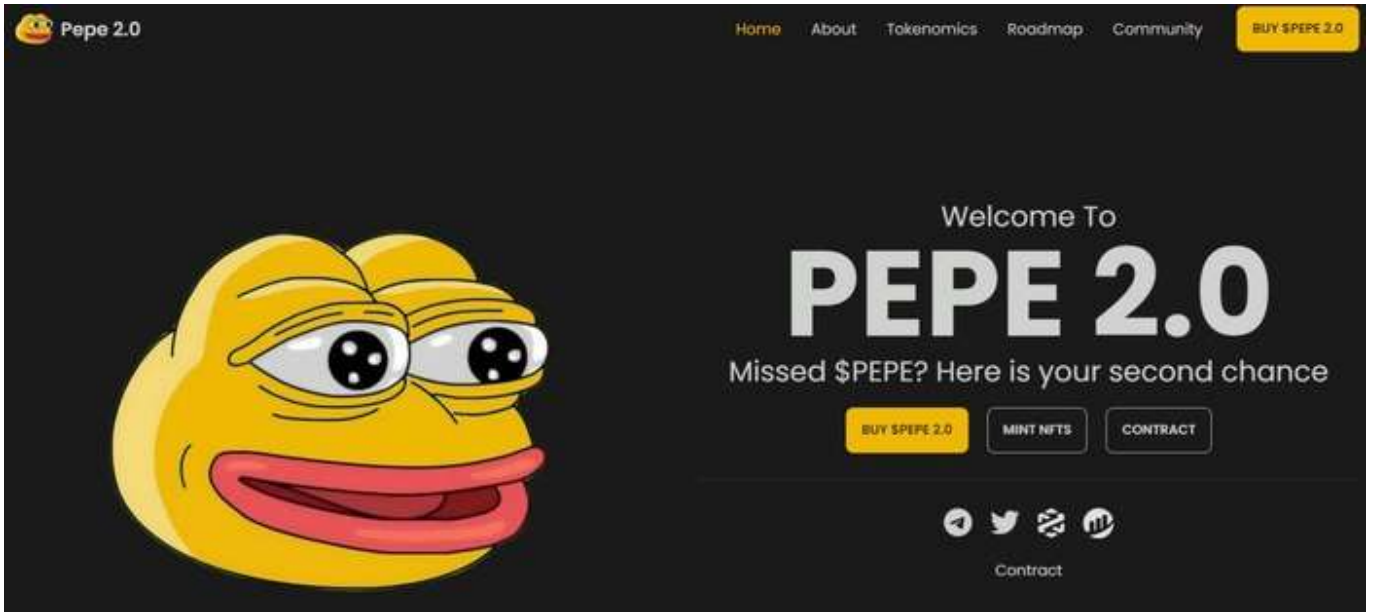 Pepe 2.0
Home About Tokenomics Roadmap Community BUY $PEPE 2.0
Welcome To
PEPE 2.0
Missed $PEPE? Here is your second chance
BUY $PEPE 2.0 MINT NFTS CONTRACT
Contract